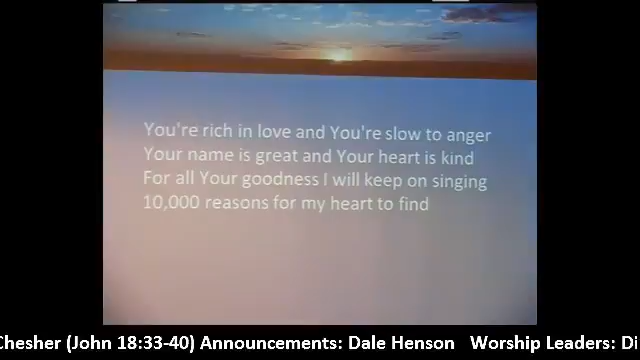 You're rich in love and You're slow to anger
Your name is great and Your heart is kind
For all Your goodness I will keep on singing
10,000 reasons for my heart to find
Chesher (John 18:33-40) Announcements: Dale Henson Worship Leaders: